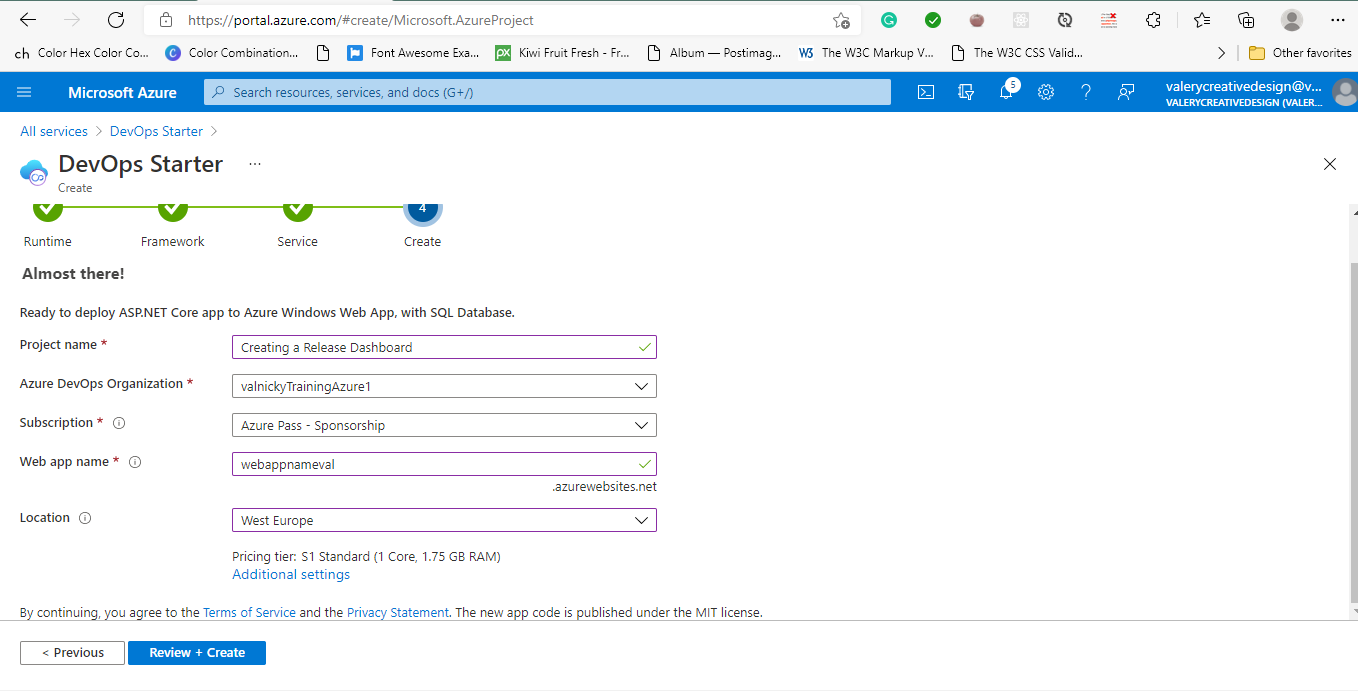 https://portal.azure.com/#create/Microsoft.AzureProject
ch Color Hex Color Co...
C Color Combination...
Font Awesome Exa...
px Kiwi Fruit Fresh - Fr...
Album — Postimag...
W3 The W3C Markup V...
The W3C CSS Valid...
Other favorites
Microsoft Azure
Search resources, services, and docs (G+/)
5
valerycreativedesign@v...
VALERYCREATIVEDESIGN (VALER...
All services > DevOps Starter >
DevOps Starter ...
Create
4
Runtime Framework Service Create
Almost there!
Ready to deploy ASP.NET Core app to Azure Windows Web App, with SQL Database.
Project name * Creating a Release Dashboard
Azure DevOps Organization * valnickyTrainingAzure1
Subscription * Azure Pass - Sponsorship
Web app name * webappnameval
.azurewebsites.net
Location West Europe
Pricing tier: S1 Standard (1 Core, 1.75 GB RAM)
Additional settings
By continuing, you agree to the Terms of Service and the Privacy Statement. The new app code is published under the MIT license.
< Previous
Review + Create